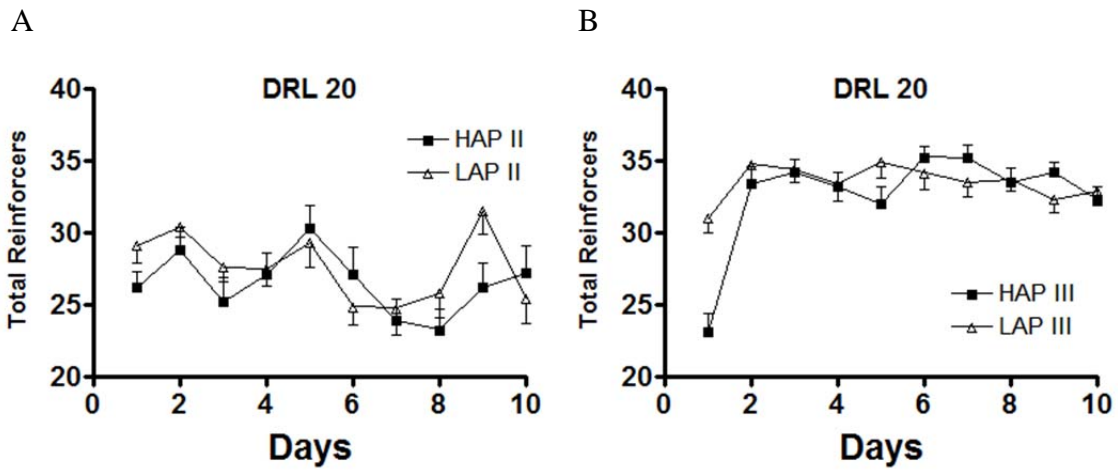 A
DRL 20
HAP II
LAP II
Total Reinforcers
40
35
30
25
20
0
2
4
6
8
10
Days
B
DRL 20
HAP III
LAP III
Total Reinforcers
40
35
30
25
20
0
2
4
6
8
10
Days